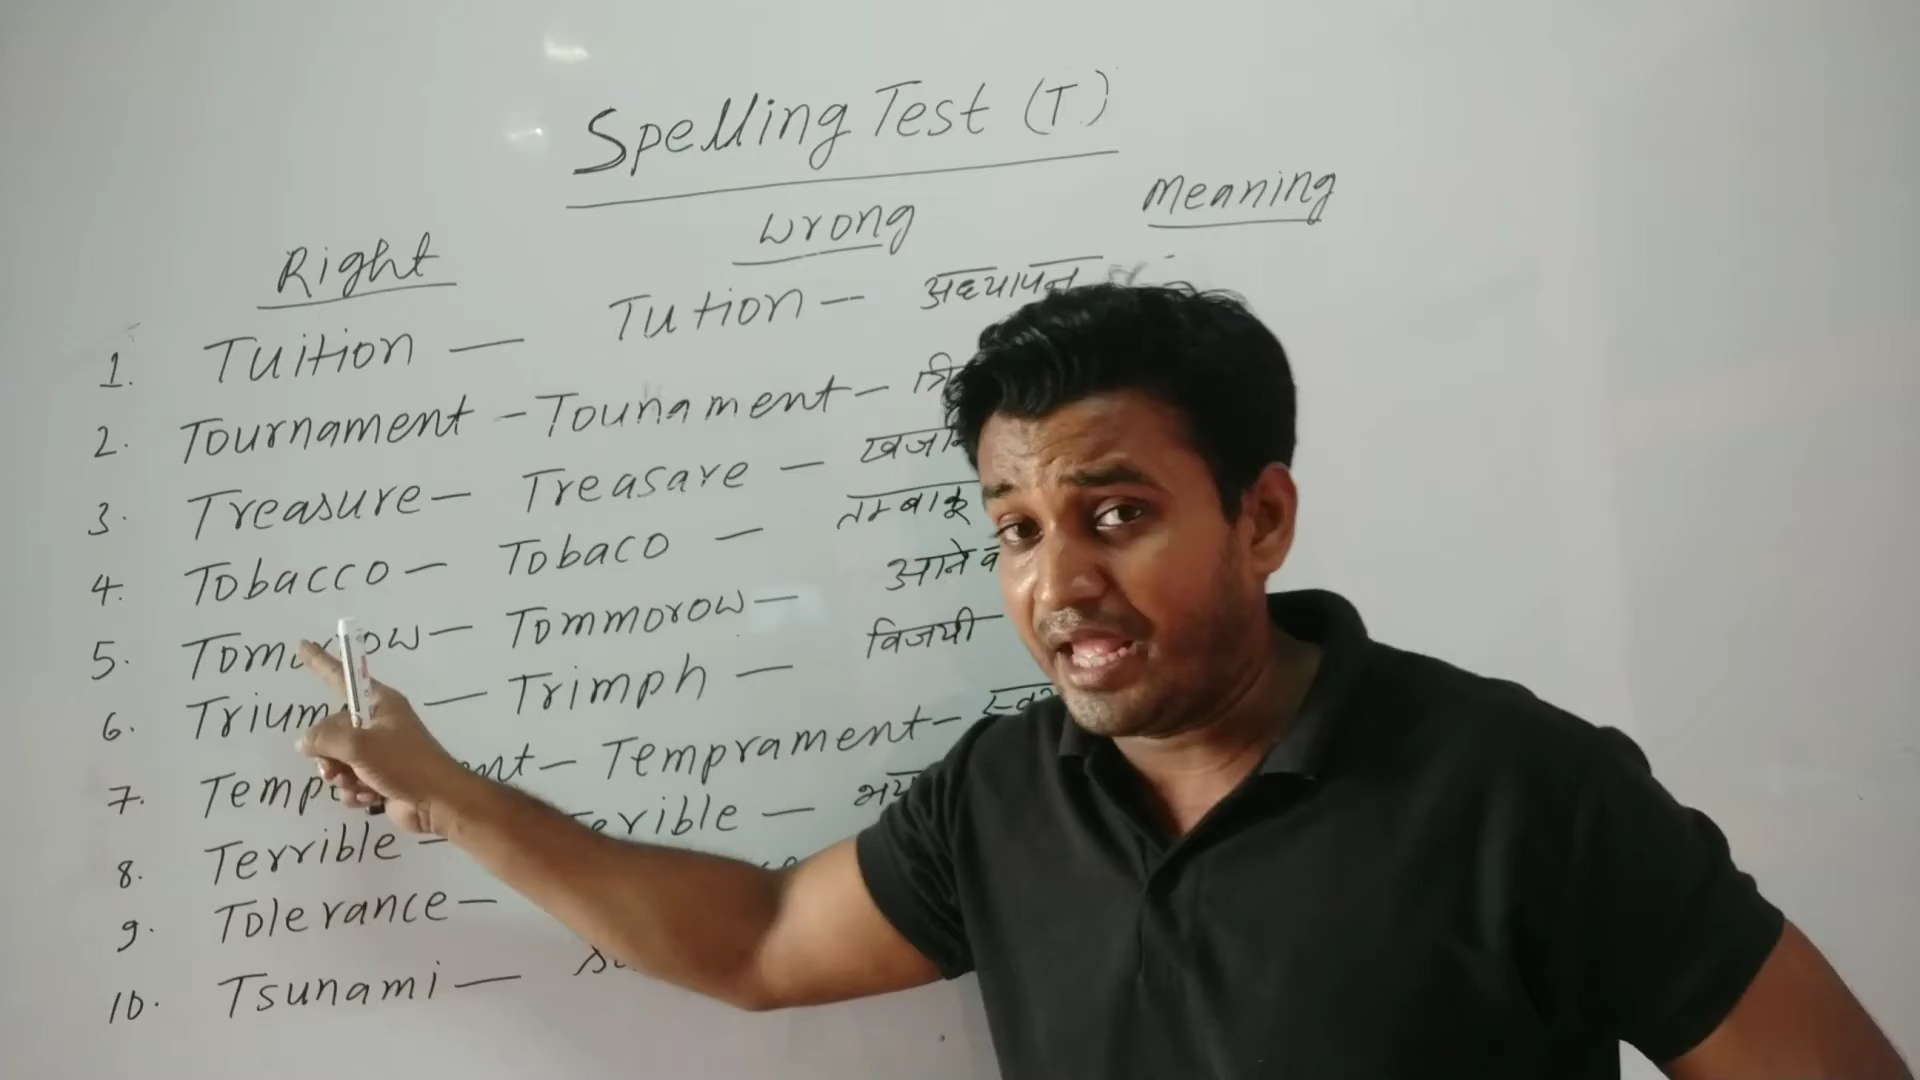 Spelling Test (T)
Right Wrong Meaning
1. Tuition — Tution — अध्यापन
2. Tournament - Tounament -
3. Treasure - Treasare -
4. Tobacco - Tobaco - तम्बाकू
5. - Tommorow -
6. — Trimph - विजयी -
7. - Temprament -
8. Terrible - -
9. Tolerance -
10. Tsunami —